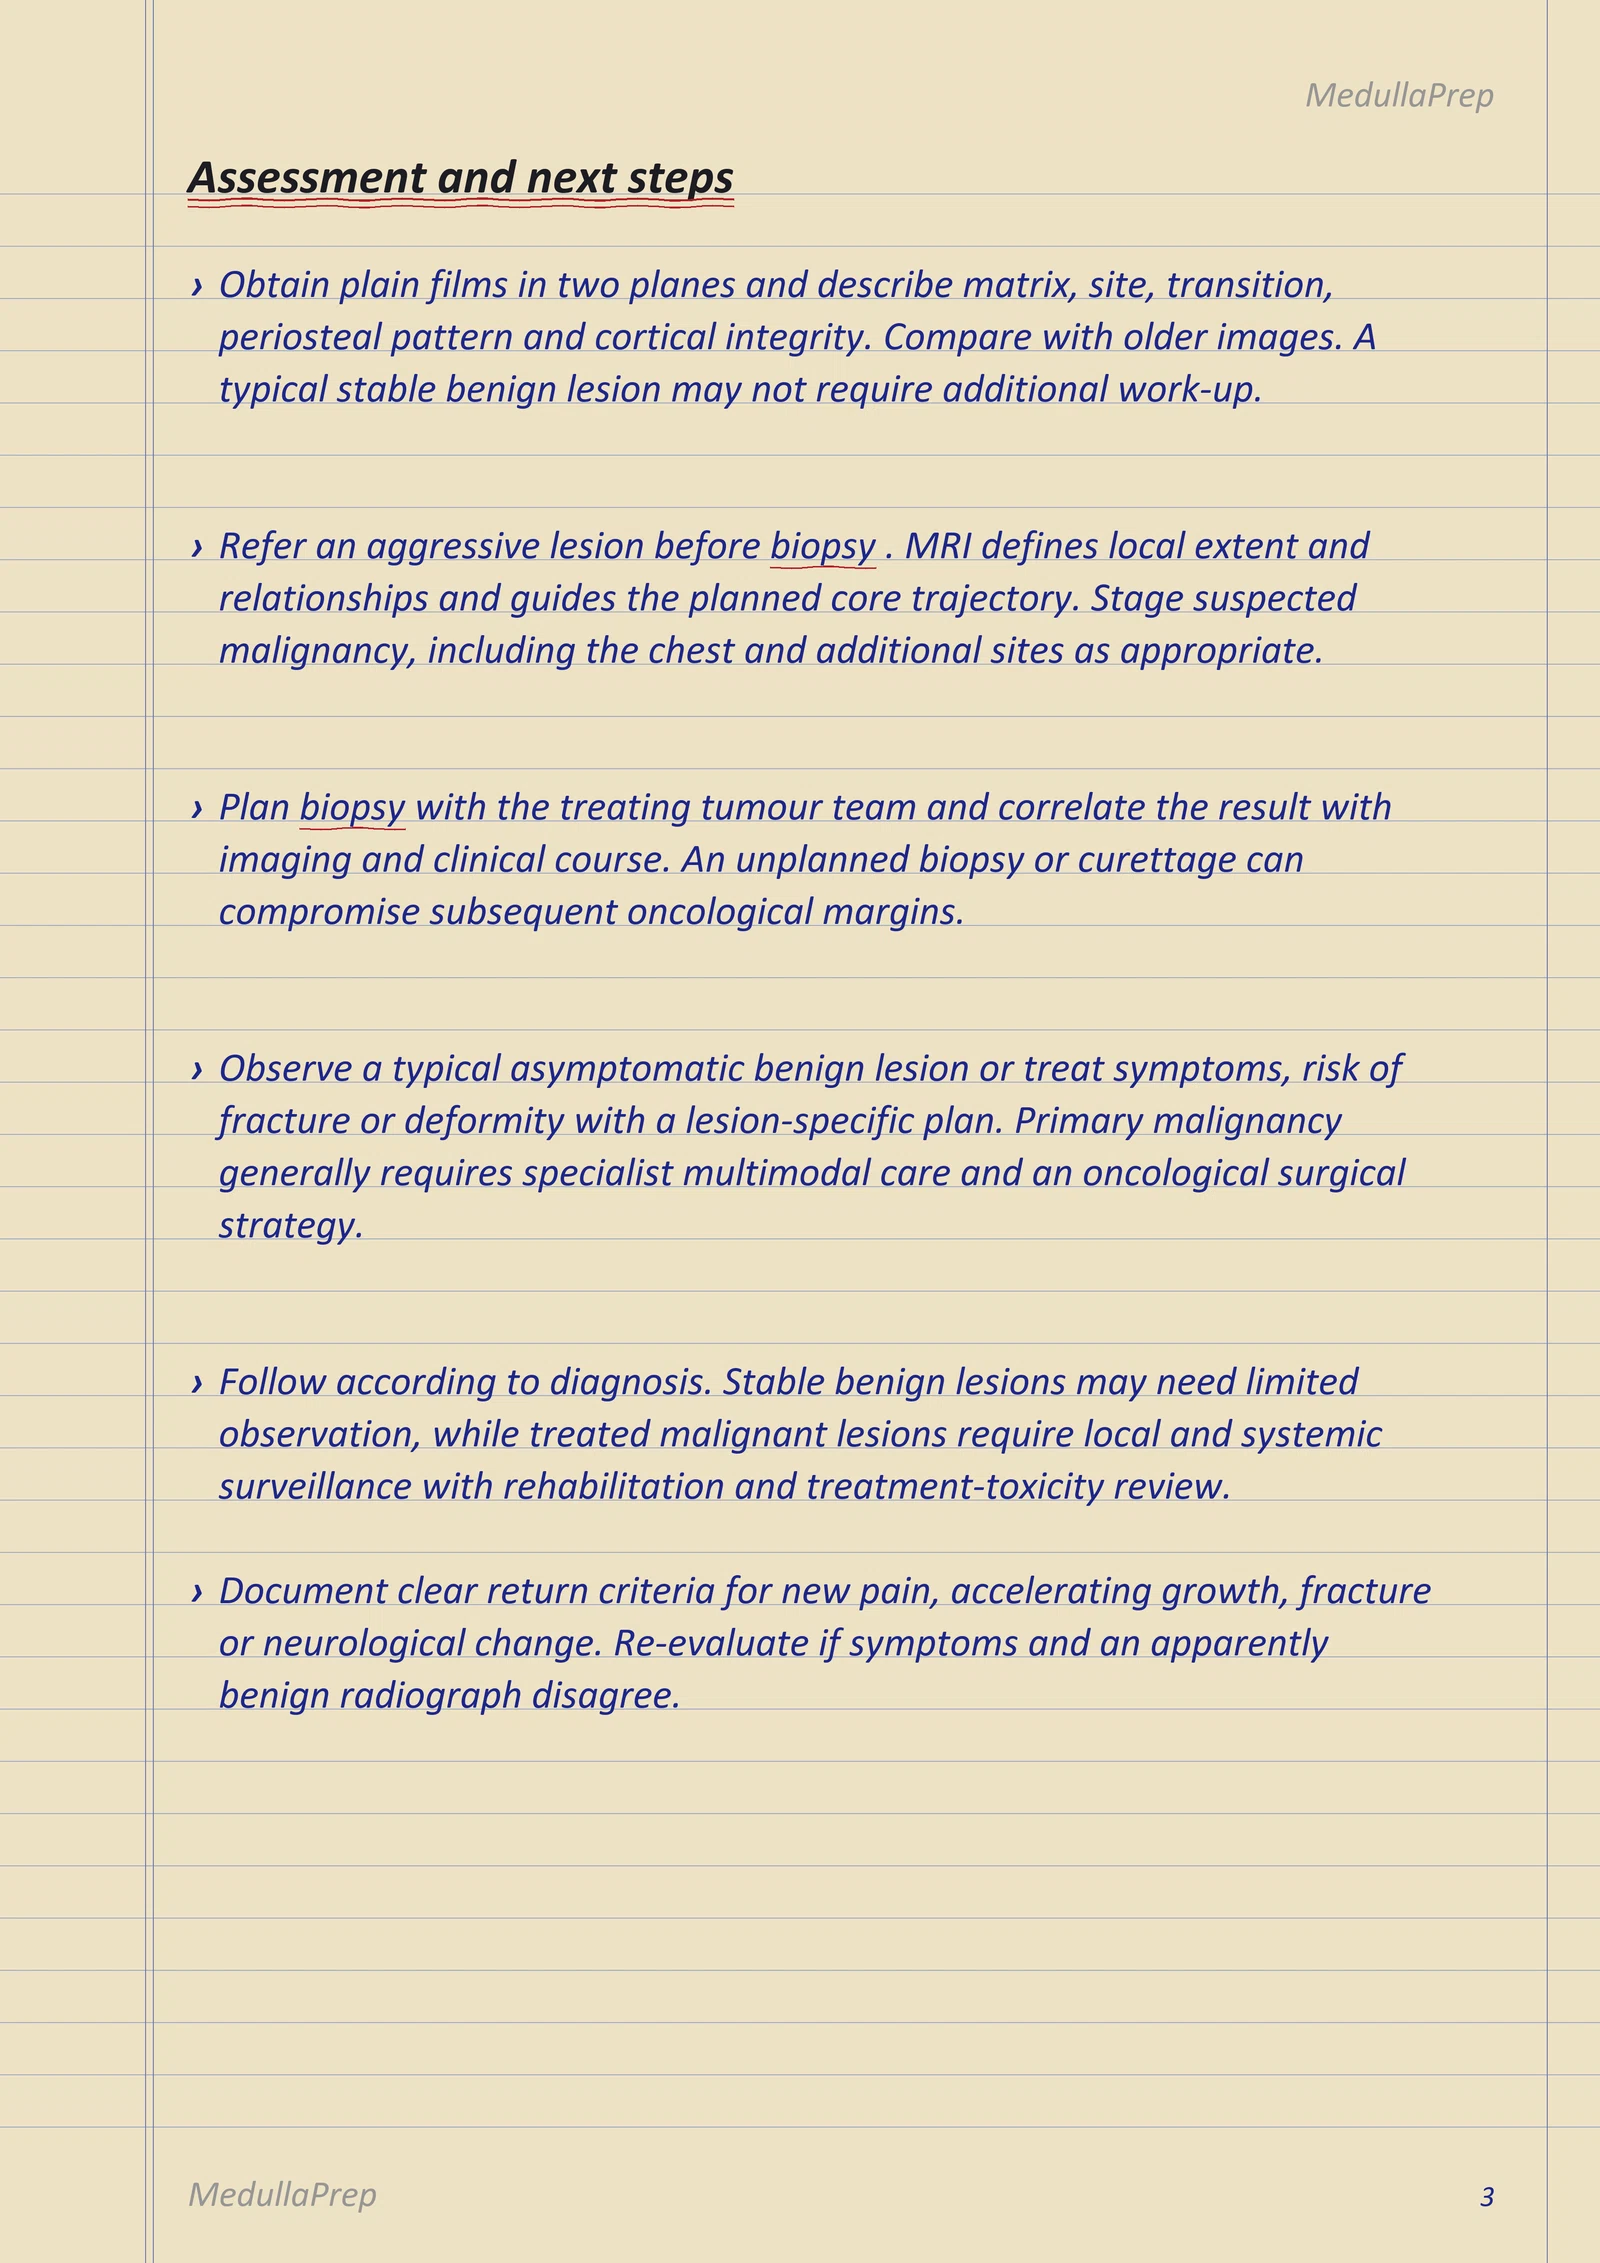 MedullaPrep
Assessment and next steps
› Obtain plain films in two planes and describe matrix, site, transition,
periosteal pattern and cortical integrity. Compare with older images. A
typical stable benign lesion may not require additional work-up.
› Refer an aggressive lesion before biopsy . MRI defines local extent and
relationships and guides the planned core trajectory. Stage suspected
malignancy, including the chest and additional sites as appropriate.
› Plan biopsy with the treating tumour team and correlate the result with
imaging and clinical course. An unplanned biopsy or curettage can
compromise subsequent oncological margins.
› Observe a typical asymptomatic benign lesion or treat symptoms, risk of
fracture or deformity with a lesion-specific plan. Primary malignancy
generally requires specialist multimodal care and an oncological surgical
strategy.
› Follow according to diagnosis. Stable benign lesions may need limited
observation, while treated malignant lesions require local and systemic
surveillance with rehabilitation and treatment-toxicity review.
› Document clear return criteria for new pain, accelerating growth, fracture
or neurological change. Re-evaluate if symptoms and an apparently
benign radiograph disagree.
MedullaPrep
3